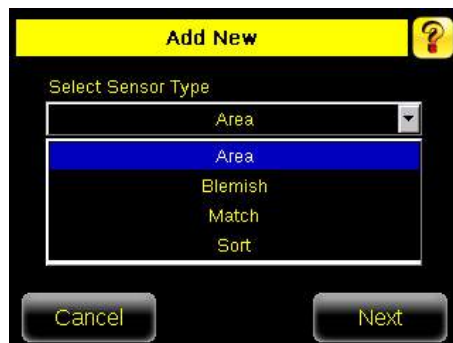 Add New
?
Select Sensor Type
Area
Area
Blemish
Match
Sort
Cancel
Next